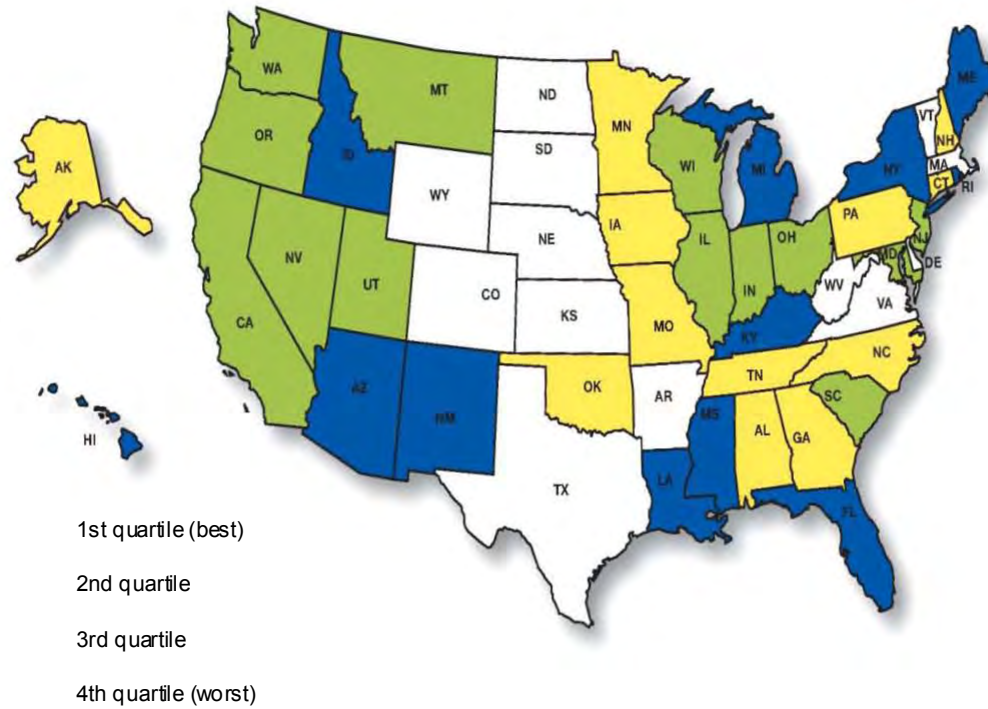 WA
MT
ND
MN
ME
VT
NH
OR
ID
SD
WI
MI
NY
MA
CT
RI
AK
WY
IA
PA
NJ
NE
IL
IN
OH
MD
DE
NV
UT
CO
WV
VA
CA
KS
MO
KY
NC
TN
AZ
NM
OK
AR
SC
MS
AL
GA
HI
TX
LA
FL
1st quartile (best)
2nd quartile
3rd quartile
4th quartile (worst)